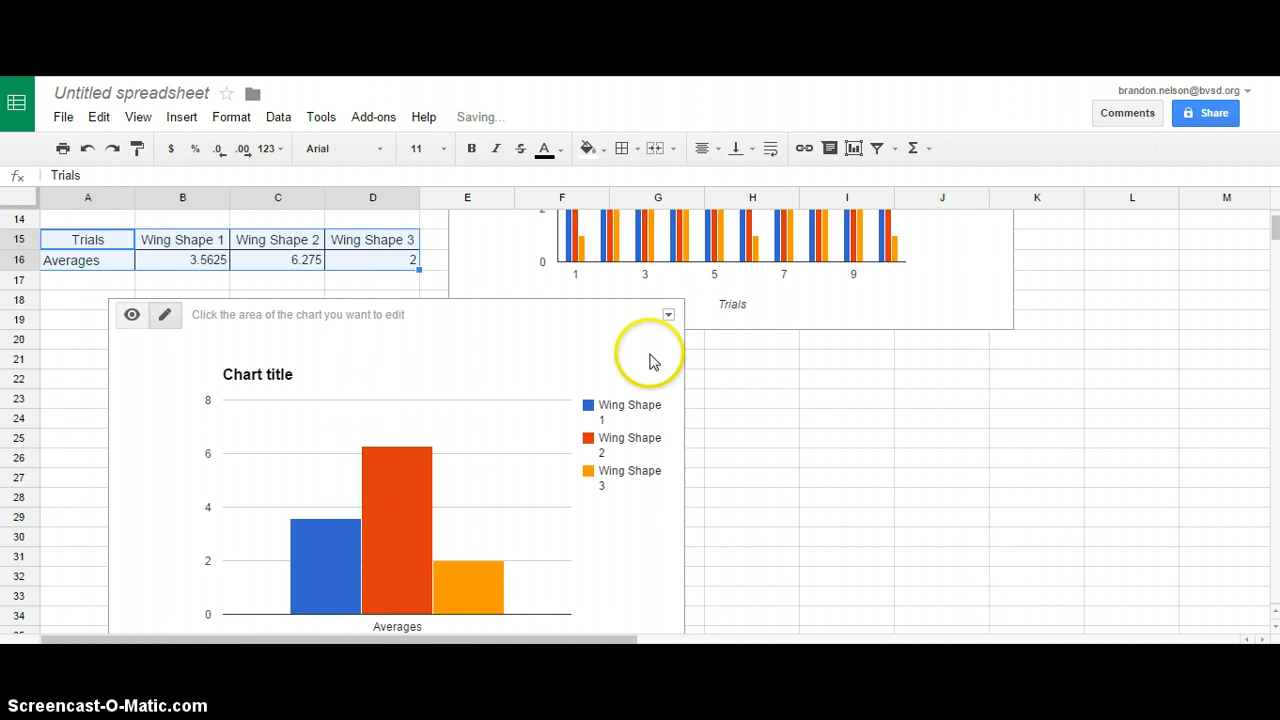 Untitled spreadsheet
brandon.nelson@bvsd.org
File Edit View Insert Format Data Tools Add-ons Help Saving...
Comments Share
$ % .0 .00 123 Arial 11 B I S A Σ
fx Trials
A B C D E F G H I J K L M
14
15 Trials Wing Shape 1 Wing Shape 2 Wing Shape 3
16 Averages 3.5625 6.275 2
17
18
19
20
21
22
23
24
25
26
27
28
29
30
31
32
33
34
2
0
1 3 5 7 9
Trials
Click the area of the chart you want to edit
Chart title
8
6
4
2
0
Averages
Wing Shape
1
Wing Shape
2
Wing Shape
3
Screencast-O-Matic.com